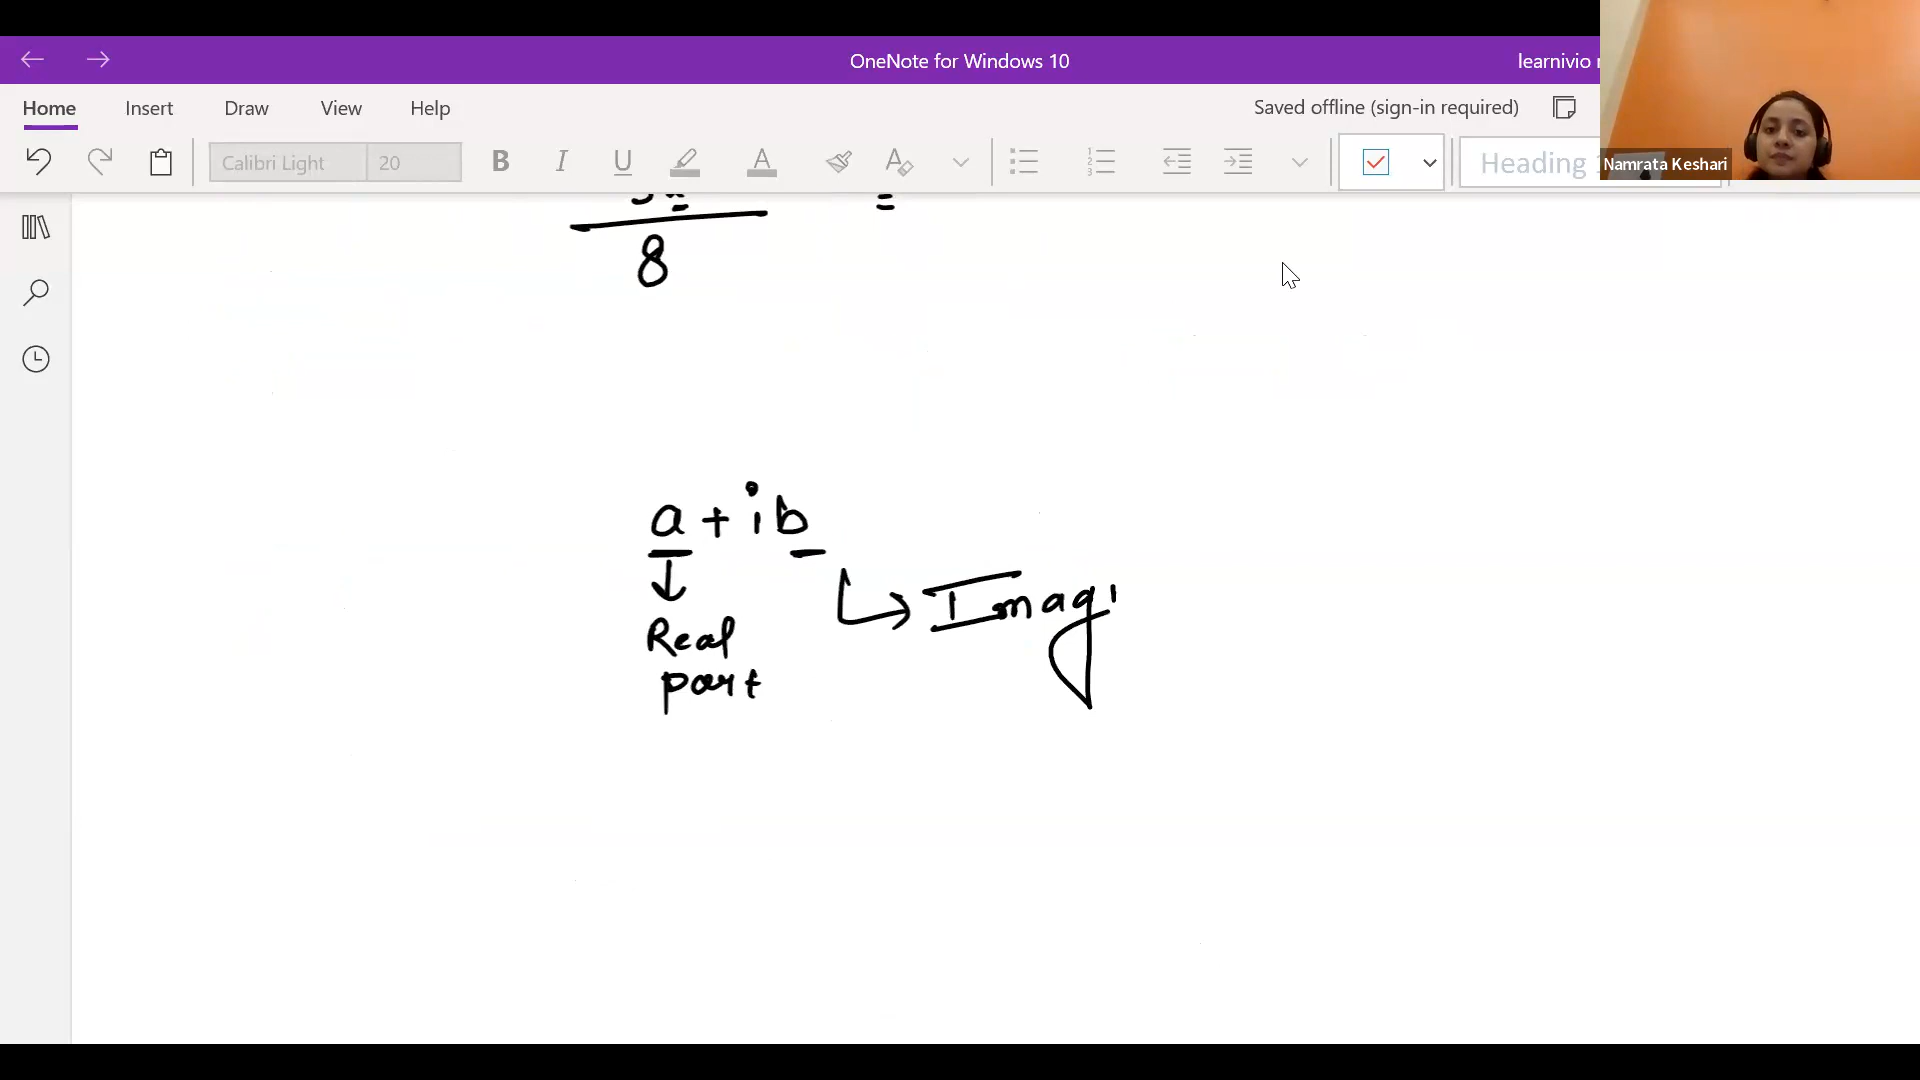 OneNote for Windows 10
learnivio
Home Insert Draw View Help
Saved offline (sign-in required)
Calibri Light 20 B I U A A
Heading
Namrata Keshari
8
a + ib
Real
part
Imagi